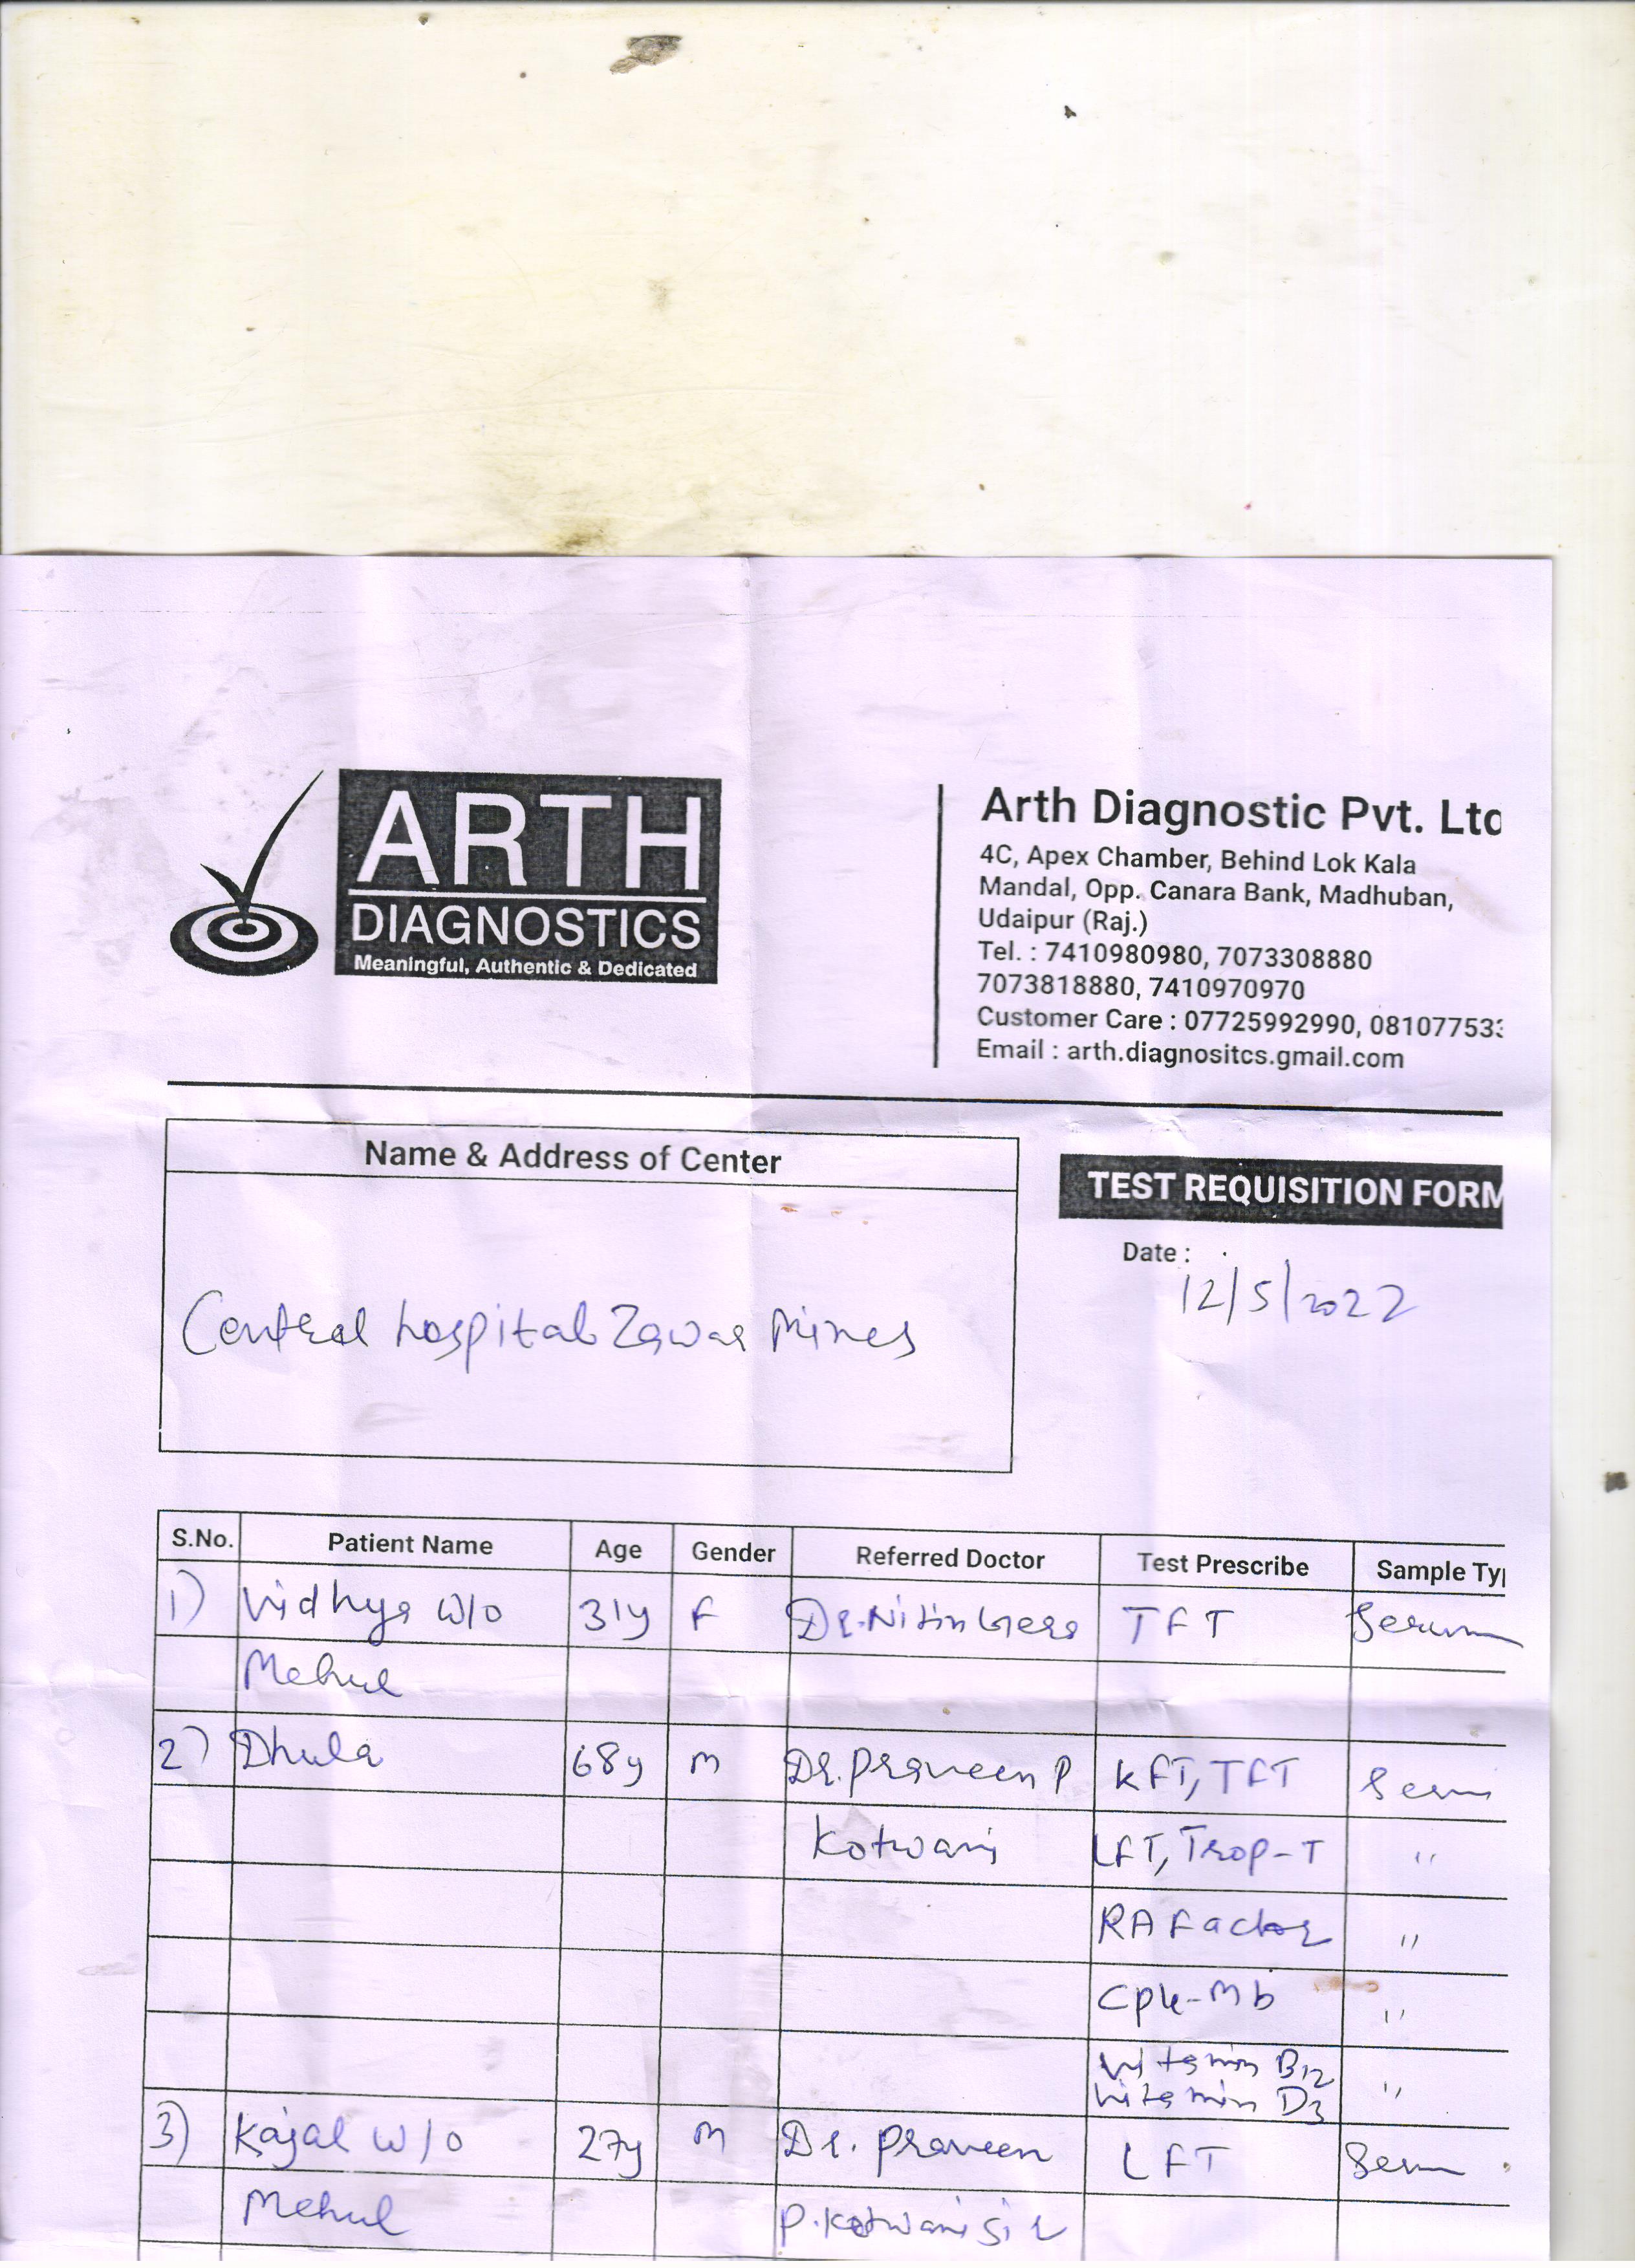 ARTH
DIAGNOSTICS
Meaningful, Authentic & Dedicated
Arth Diagnostic Pvt. Ltd
4C, Apex Chamber, Behind Lok Kala
Mandal, Opp. Canara Bank, Madhuban,
Udaipur (Raj.)
Tel. : 7410980980, 7073308880
7073818880, 7410970970
Customer Care : 07725992990, 081077533
Email : arth.diagnositcs.gmail.com
Name & Address of Center
Central hospital Zawar Mines
TEST REQUISITION FORM
Date :
12/5/2022
S.No. Patient Name Age Gender Referred Doctor Test Prescribe Sample Typ
1) Vidhya W/o 31y F Dr. Nitin TFT Serum
Mehul
2) Dhula 68y M Dr. Praveen P KFT, TFT Serum
Kotwani LFT, Trop-T "
RA Factor "
Cpk-Mb "
Vitamin B12
Vitamin D3 "
3) Kajal W/o 27y M Dr. Praveen LFT Serum
Mehul P. Kotwani Sir